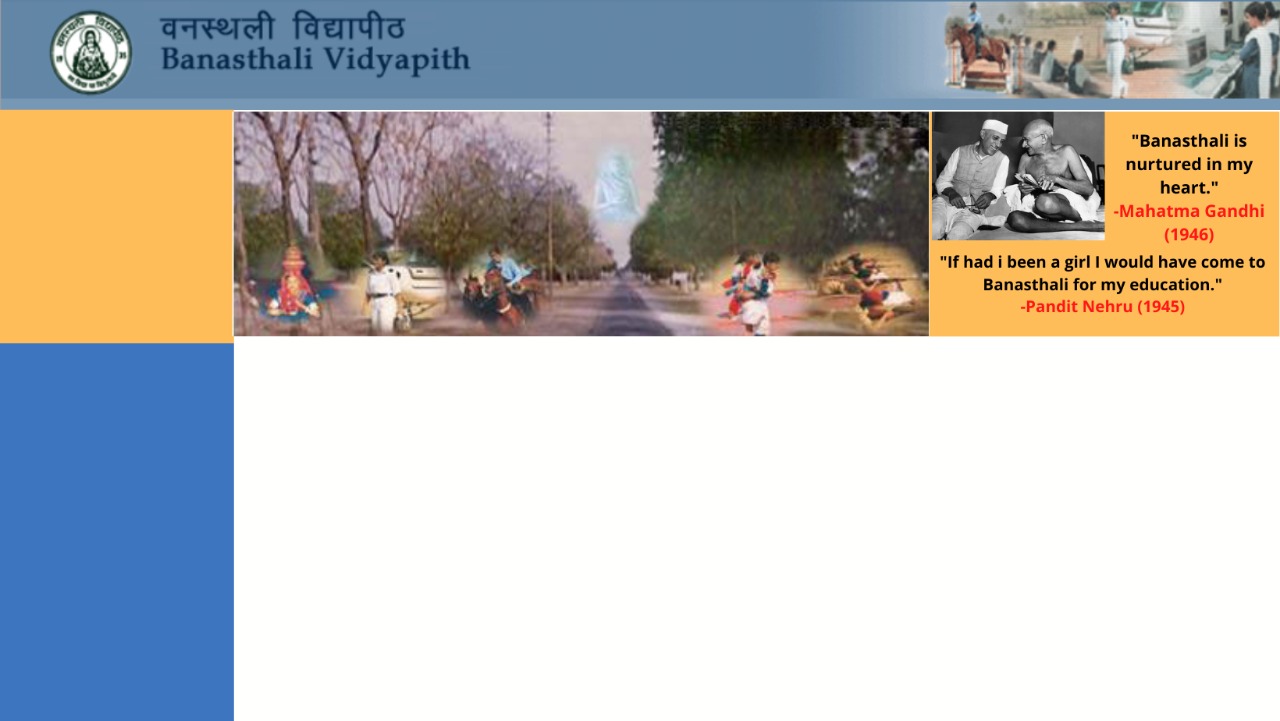 वनस्थली विद्यापीठ
Banasthali Vidyapith
"Banasthali is
nurtured in my
heart."
-Mahatma Gandhi
(1946)
"If had i been a girl I would have come to
Banasthali for my education."
-Pandit Nehru (1945)